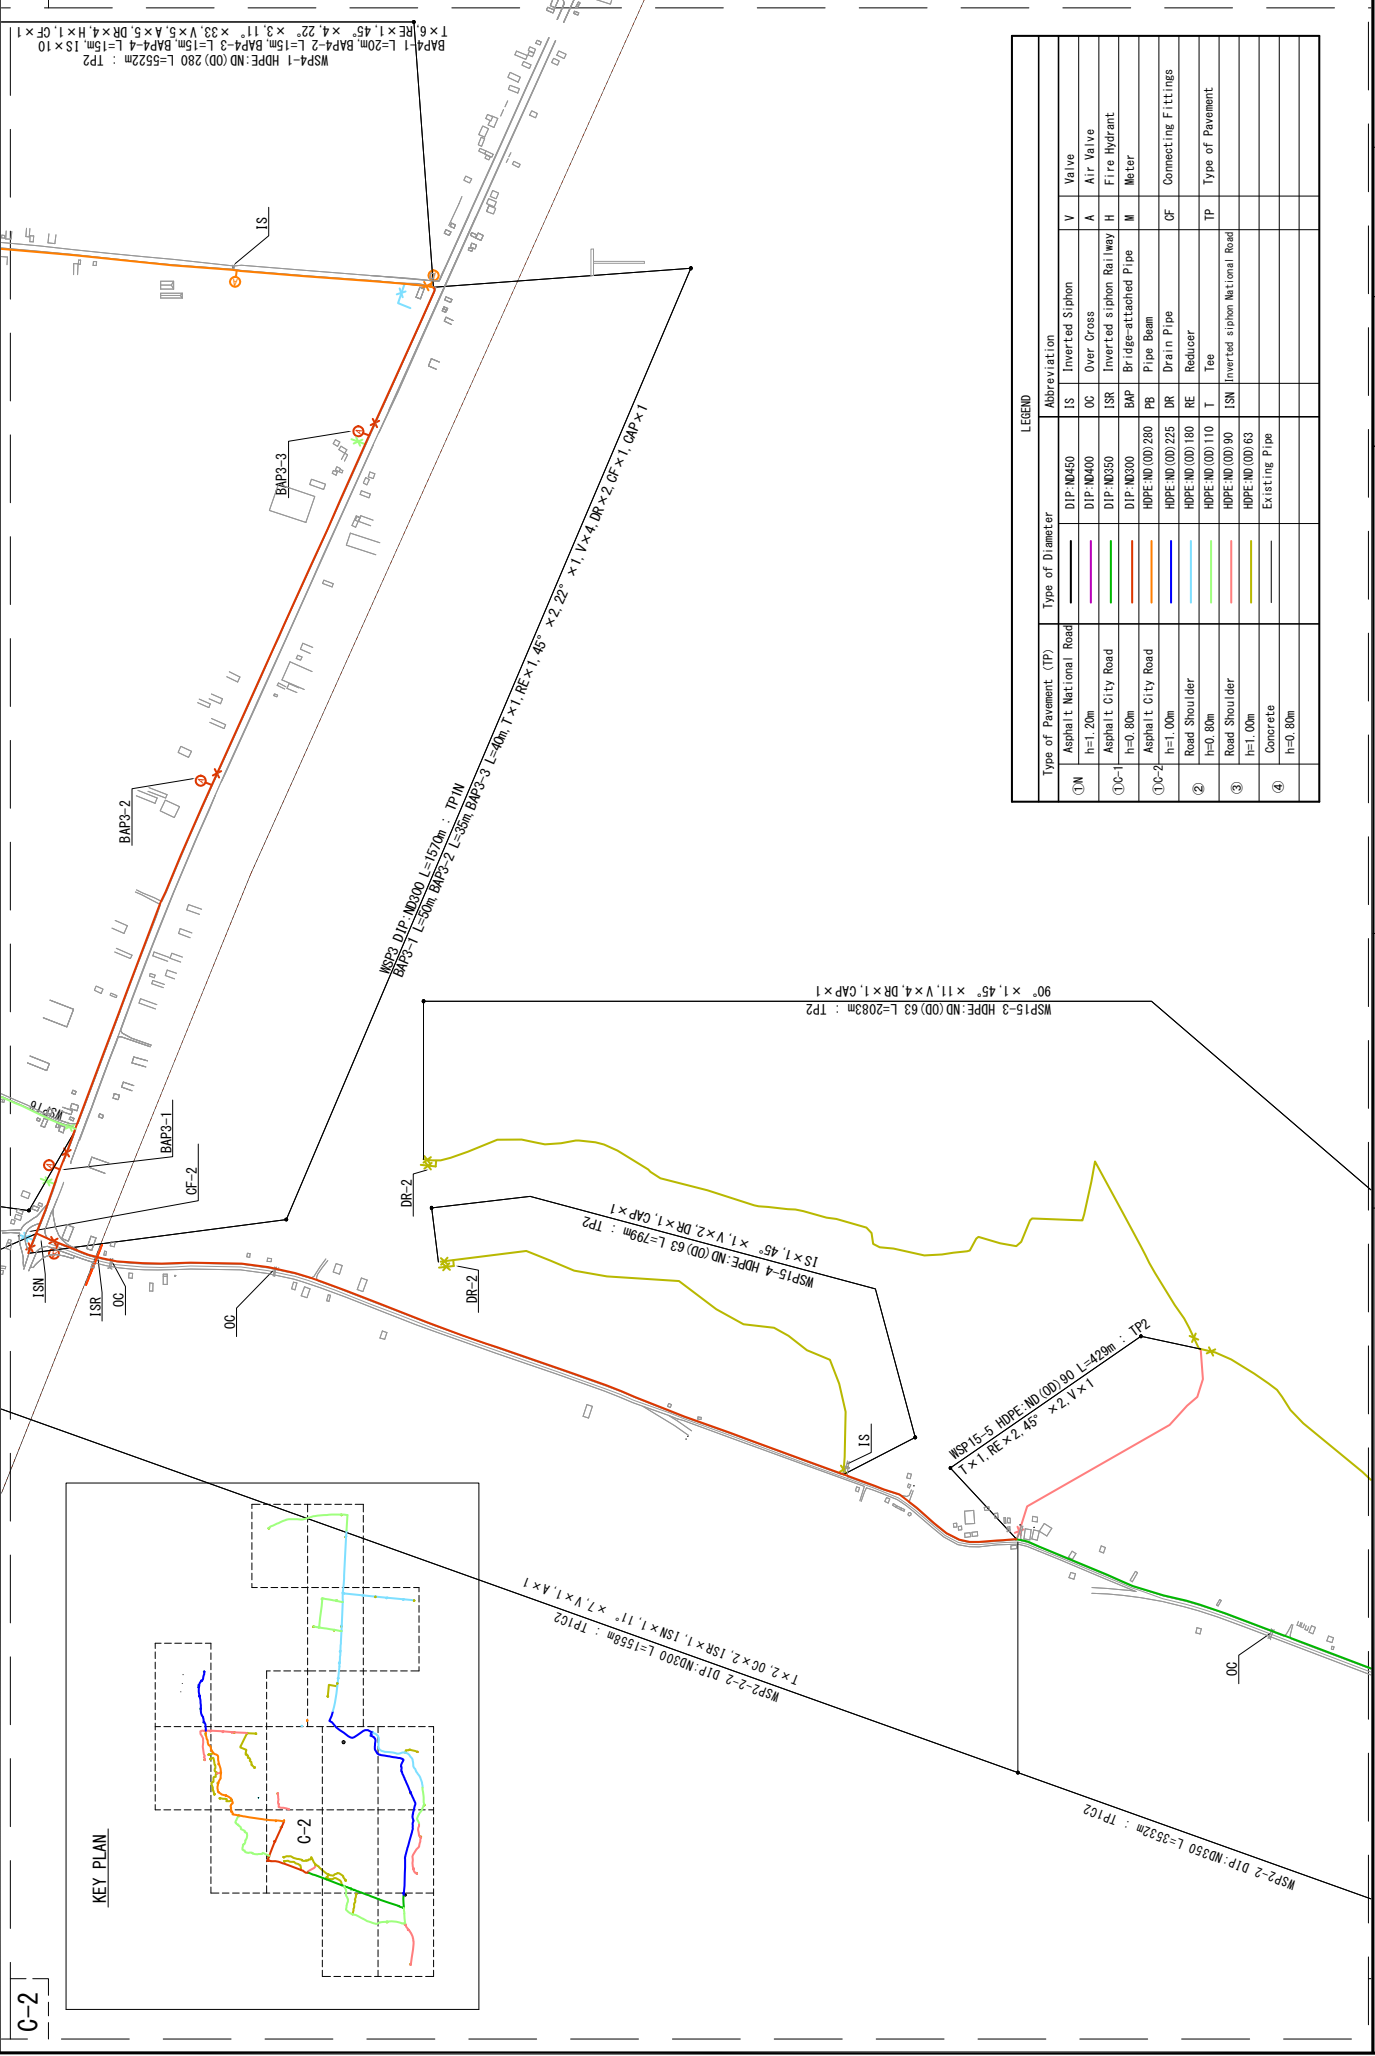 C-2
KEY PLAN
C-2
WSP4-1 HDPE:ND(OD)280 L=5522m : TP2
BAP4-1 L=20m, BAP4-2 L=15m, BAP4-3 L=15m, BAP4-4 L=15m, IS×10
T×6, RE×1, 45° ×4, 22° ×3, 11° ×33, V×5, A×5, DR×4, H×1, CF×1
IS
BAP3-3
BAP3-2
WSPT6
BAP3-1
CF-2
ISN
ISR
OC
OC
WSP3 DIP:ND300 L=1570m : TP1N
BAP3-1 L=50m, BAP3-2 L=35m, BAP3-3 L=40m, T×1, RE×1, 45° ×2, 22° ×1, V×4, DR×2, CF×1, CAP×1
WSP15-3 HDPE:ND(OD)63 L=2083m : TP2
90° ×1, 45° ×11, V×4, DR×1, CAP×1
DR-2
DR-2
WSP15-4 HDPE:ND(OD)63 L=799m : TP2
IS×1, 45° ×1, V×2, DR×1, CAP×1
IS
WSP15-5 HDPE:ND(OD)90 L=429m : TP2
T×1, RE×2, 45° ×2, V×1
WSP2-2-2 DIP:ND300 L=1558m : TP1C2
T×2, OC×2, ISR×1, ISN×1, 11° ×7, V×1, A×1
OC
WSP2-2 DIP:ND350 L=3532m : TP1C2
LEGEND
Type of Pavement (TP) Type of Diameter Abbreviation
①N Asphalt National Road DIP:ND450 IS Inverted Siphon V Valve
h=1.20m DIP:ND400 OC Over Cross A Air Valve
①C-1 Asphalt City Road DIP:ND350 ISR Inverted siphon Railway H Fire Hydrant
h=0.80m DIP:ND300 BAP Bridge-attached Pipe M Meter
①C-2 Asphalt City Road HDPE:ND(OD)280 PB Pipe Beam
h=1.00m HDPE:ND(OD)225 DR Drain Pipe CF Connecting Fittings
② Road Shoulder HDPE:ND(OD)180 RE Reducer
h=0.80m HDPE:ND(OD)110 T Tee TP Type of Pavement
③ Road Shoulder HDPE:ND(OD)90 ISN Inverted siphon National Road
h=1.00m HDPE:ND(OD)63
④ Concrete Existing Pipe
h=0.80m